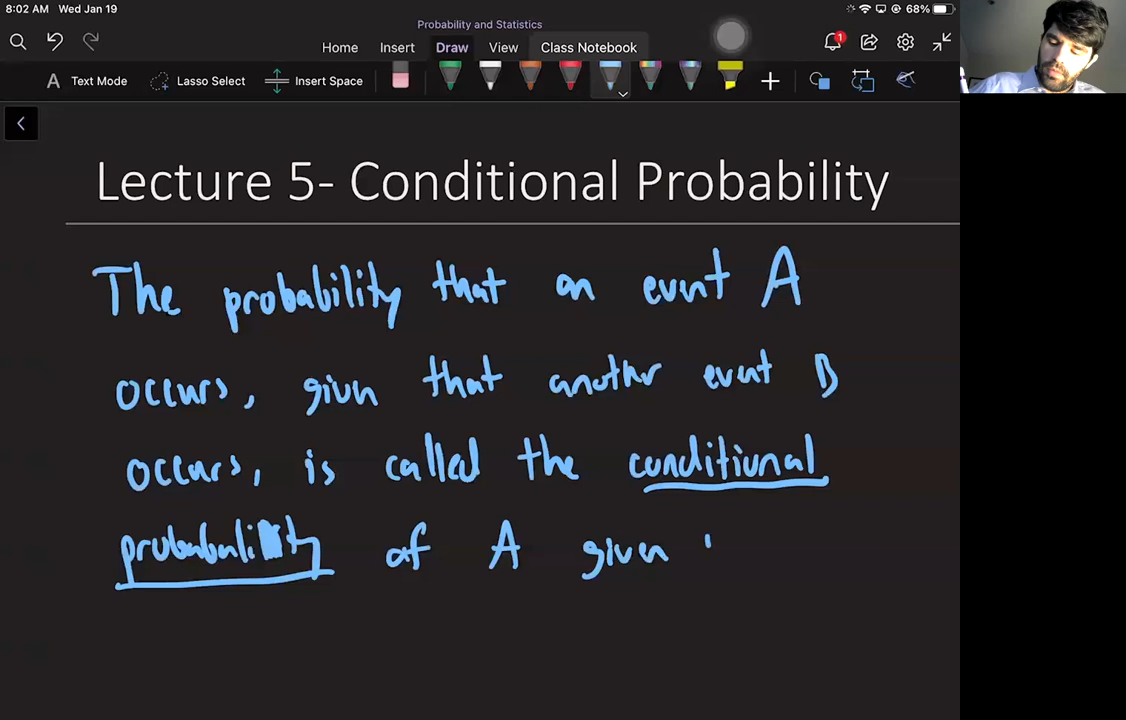 8:02 AM Wed Jan 19
68%
Probability and Statistics
Home Insert Draw View Class Notebook
1
A Text Mode Lasso Select Insert Space
Lecture 5- Conditional Probability
The probability that an event A
occurs, given that another event B
occurs, is called the conditional
probability of A given